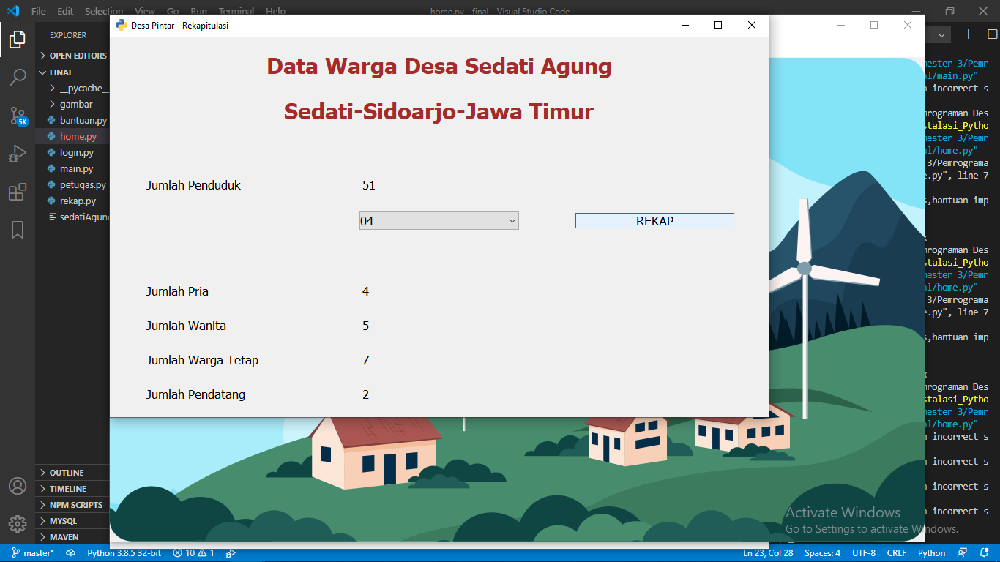 File Edit Selection View Go Run Terminal Help home.py - final - Visual Studio Code
Desa Pintar - Rekapitulasi
EXPLORER
OPEN EDITORS
FINAL
__pycache__
gambar
bantuan.py
home.py
login.py
main.py
petugas.py
rekap.py
sedatiAgung
5K
OUTLINE
TIMELINE
NPM SCRIPTS
MYSQL
MAVEN
Data Warga Desa Sedati Agung
Sedati-Sidoarjo-Jawa Timur
Jumlah Penduduk 51
04 REKAP
Jumlah Pria 4
Jumlah Wanita 5
Jumlah Warga Tetap 7
Jumlah Pendatang 2
mester 3/Pemr
al/main.py"
n incorrect s
mrograman Des
stalasi_Pytho
mester 3/Pemr
al/home.py"
3/Pemrograma
e.py", line 7
s,bantuan imp
x
mrograman Des
stalasi_Pytho
mester 3/Pemr
al/home.py"
3/Pemrograma
e.py", line 7
s,bantuan imp
x
mrograman Des
stalasi_Pytho
mester 3/Pemr
al/home.py"
n incorrect s
n incorrect s
n incorrect s
n incorrect s
Activate Windows
Go to Settings to activate Windows.
master* Python 3.8.5 32-bit 10 1 Ln 23, Col 28 Spaces: 4 UTF-8 CRLF Python